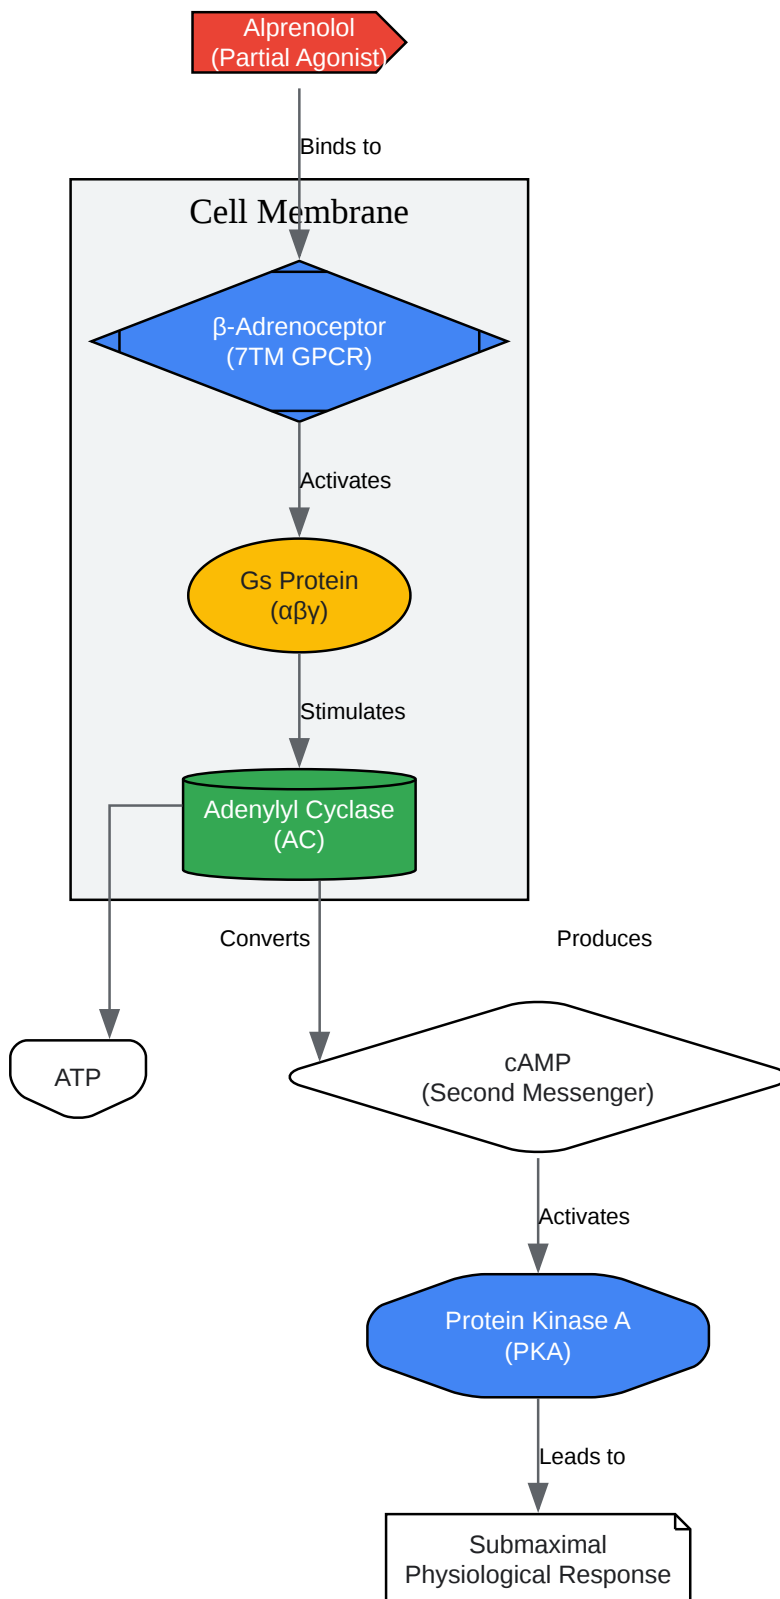 Alprenolol
(Partial Agonist)
Binds to
Cell Membrane
β-Adrenoceptor
(7TM GPCR)
Activates
Gs Protein
(αβγ)
Stimulates
Adenylyl Cyclase
(AC)
Converts
Produces
ATP
cAMP
(Second Messenger)
Activates
Protein Kinase A
(PKA)
Leads to
Submaximal
Physiological Response